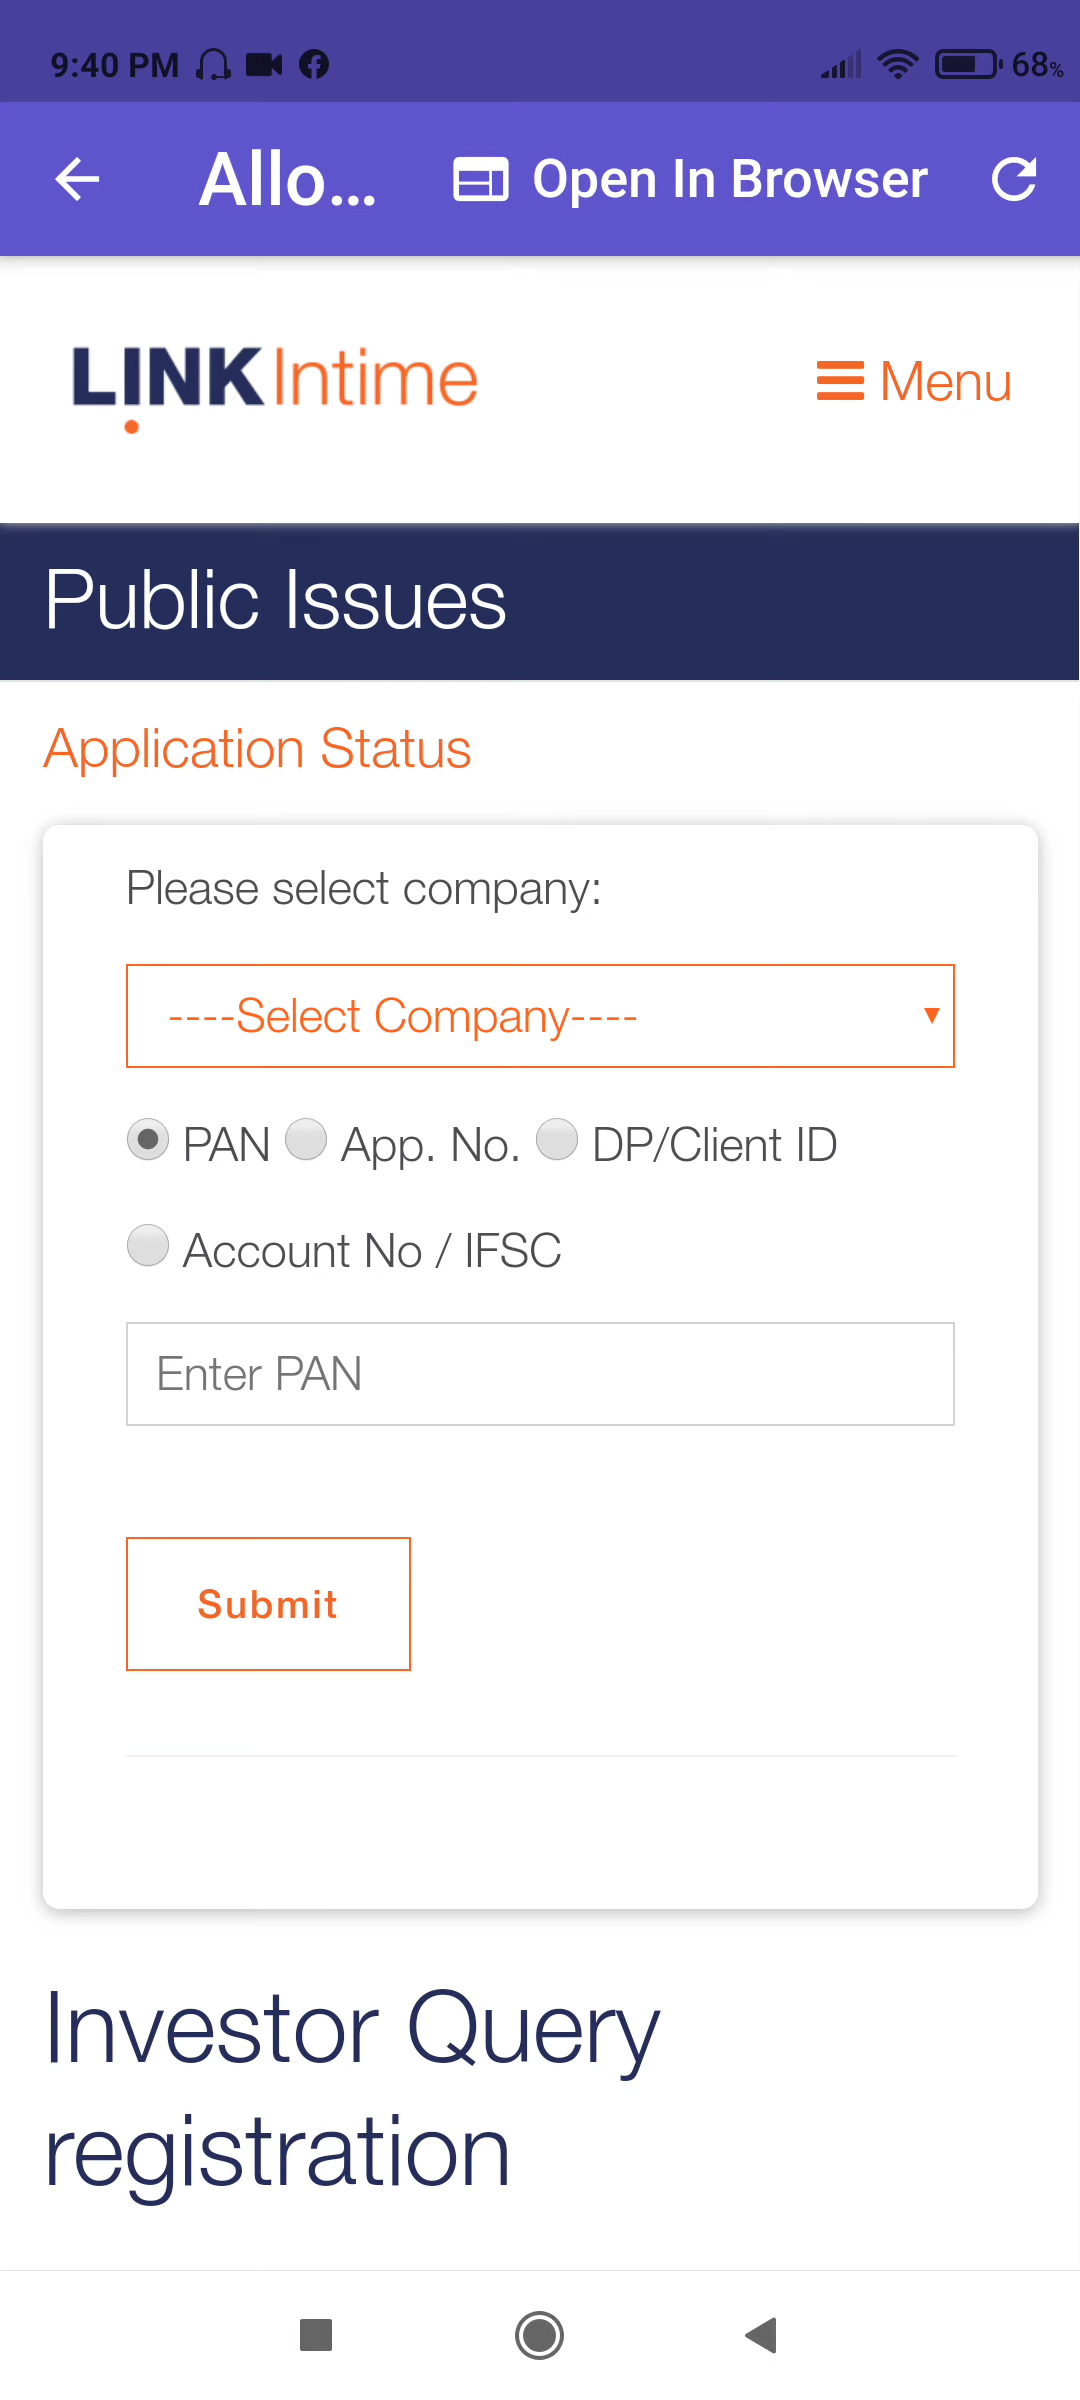 9:40 PM 68%
Allo... Open In Browser
LINK Intime
Menu
Public Issues
Application Status
Please select company:
----Select Company----
PAN App. No. DP/Client ID
Account No / IFSC
Enter PAN
Submit
Investor Query
registration